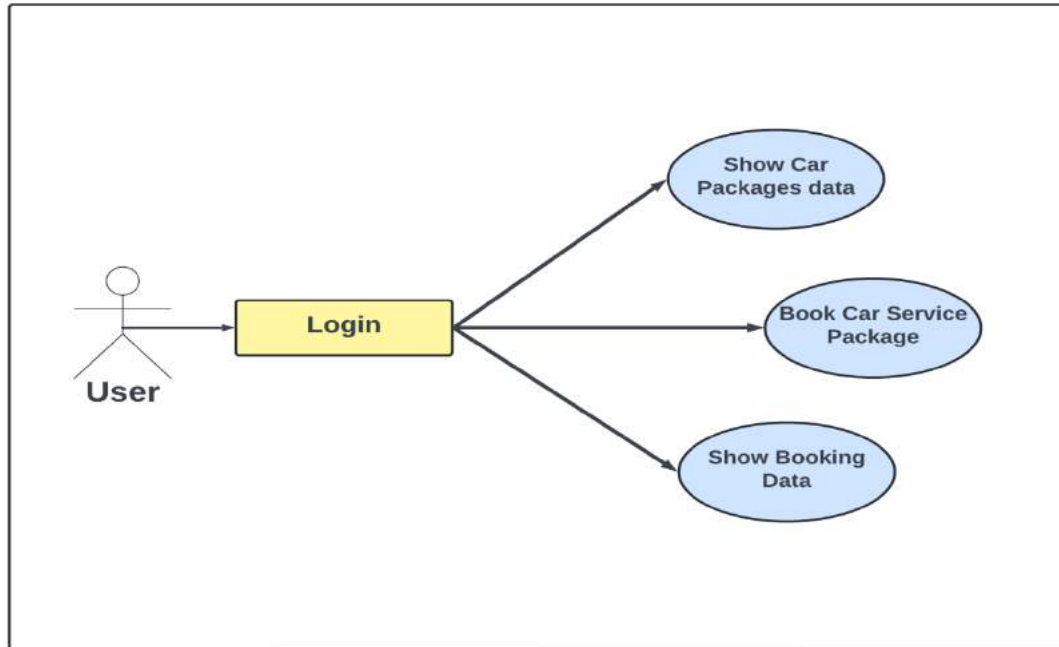 Show Car
Packages data
Login
Book Car Service
Package
User
Show Booking
Data